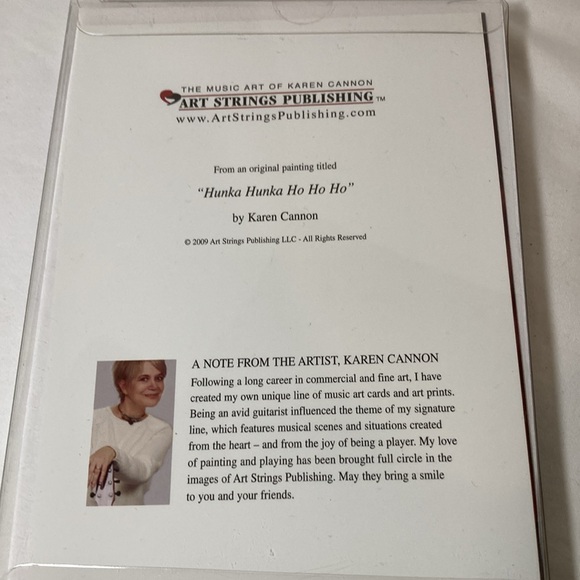 THE MUSIC ART OF KAREN CANNON
ART STRINGS PUBLISHING™
www.ArtStringsPublishing.com
From an original painting titled
“Hunka Hunka Ho Ho Ho”
by Karen Cannon
© 2009 Art Strings Publishing LLC - All Rights Reserved
A NOTE FROM THE ARTIST, KAREN CANNON
Following a long career in commercial and fine art, I have
created my own unique line of music art cards and art prints.
Being an avid guitarist influenced the theme of my signature
line, which features musical scenes and situations created
from the heart – and from the joy of being a player. My love
of painting and playing has been brought full circle in the
images of Art Strings Publishing. May they bring a smile
to you and your friends.